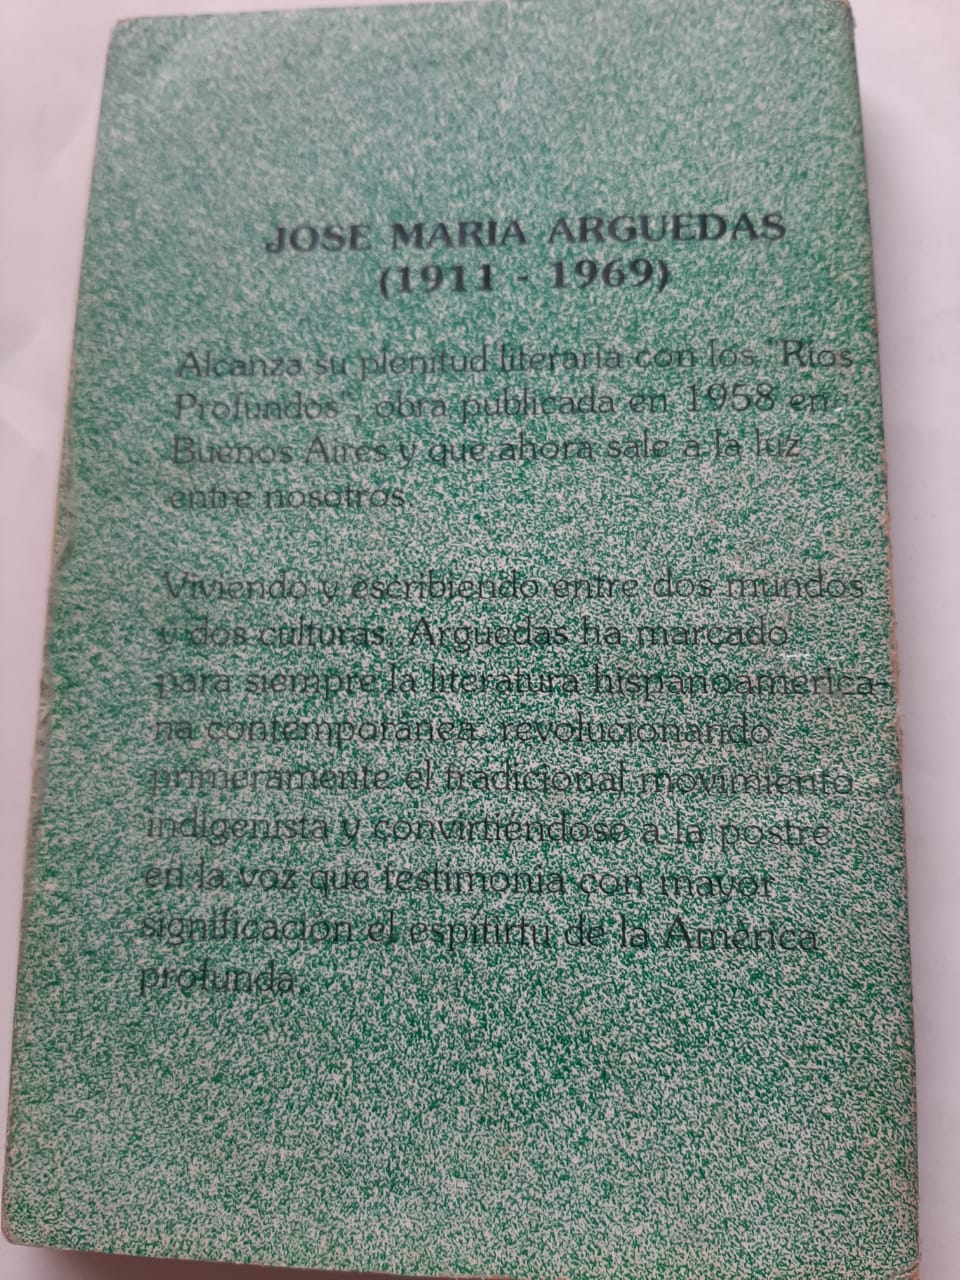 JOSE MARIA ARGUEDAS
(1911 - 1969)
Alcanza su plenitud literaria con los "Ríos
Profundos", obra publicada en 1958 en
Buenos Aires y que ahora sale a la luz
entre nosotros.
Viviendo y escribiendo entre dos mundos
y dos culturas, Arguedas ha marcado
para siempre la literatura hispanoamerica-
na contemporánea, revolucionando
primeramente el tradicional movimiento
indigenista y convirtiéndose a la postre
en la voz que testimonia con mayor
significación el espítirtu de la América
profunda.